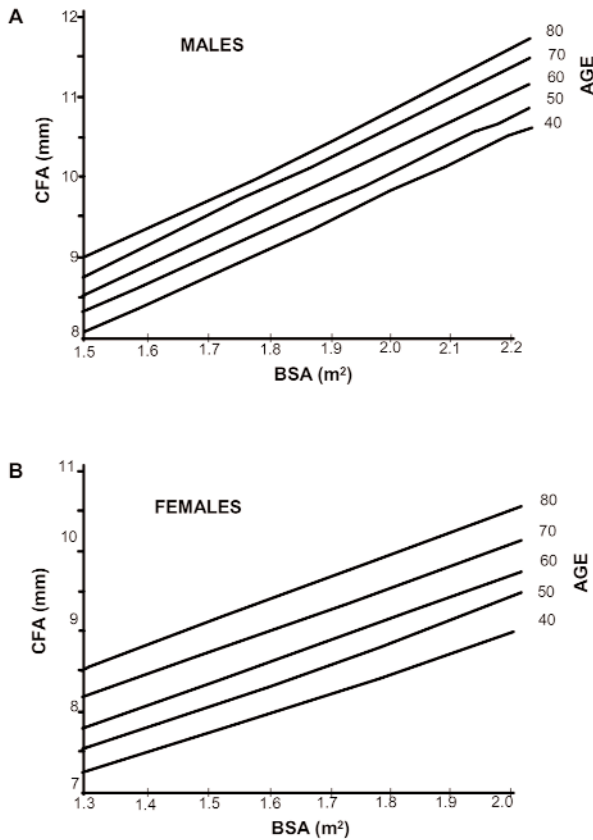 A
MALES
12
11
10
9
8
CFA (mm)
80
70
60
50
40
AGE
1.5 1.6 1.7 1.8 1.9 2.0 2.1 2.2
BSA (m²)
B
FEMALES
11
10
9
8
7
CFA (mm)
80
70
60
50
40
AGE
1.3 1.4 1.5 1.6 1.7 1.8 1.9 2.0
BSA (m²)